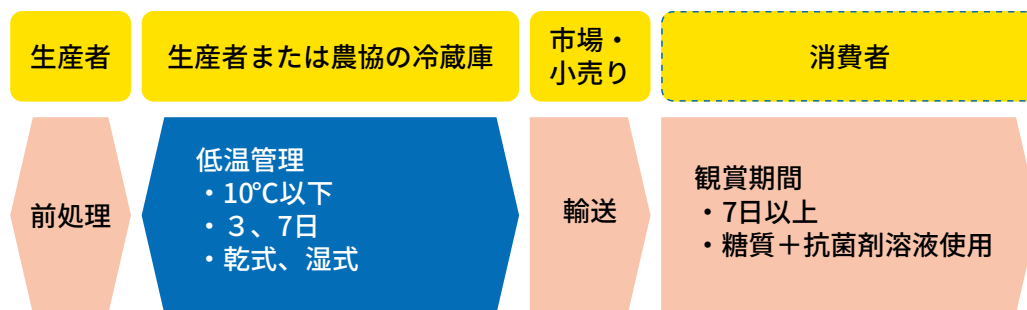 生産者
生産者または農協の冷蔵庫
市場・
小売り
消費者
前処理
低温管理
・10℃以下
・３、7日
・乾式、湿式
輸送
観賞期間
・7日以上
・糖質＋抗菌剤溶液使用